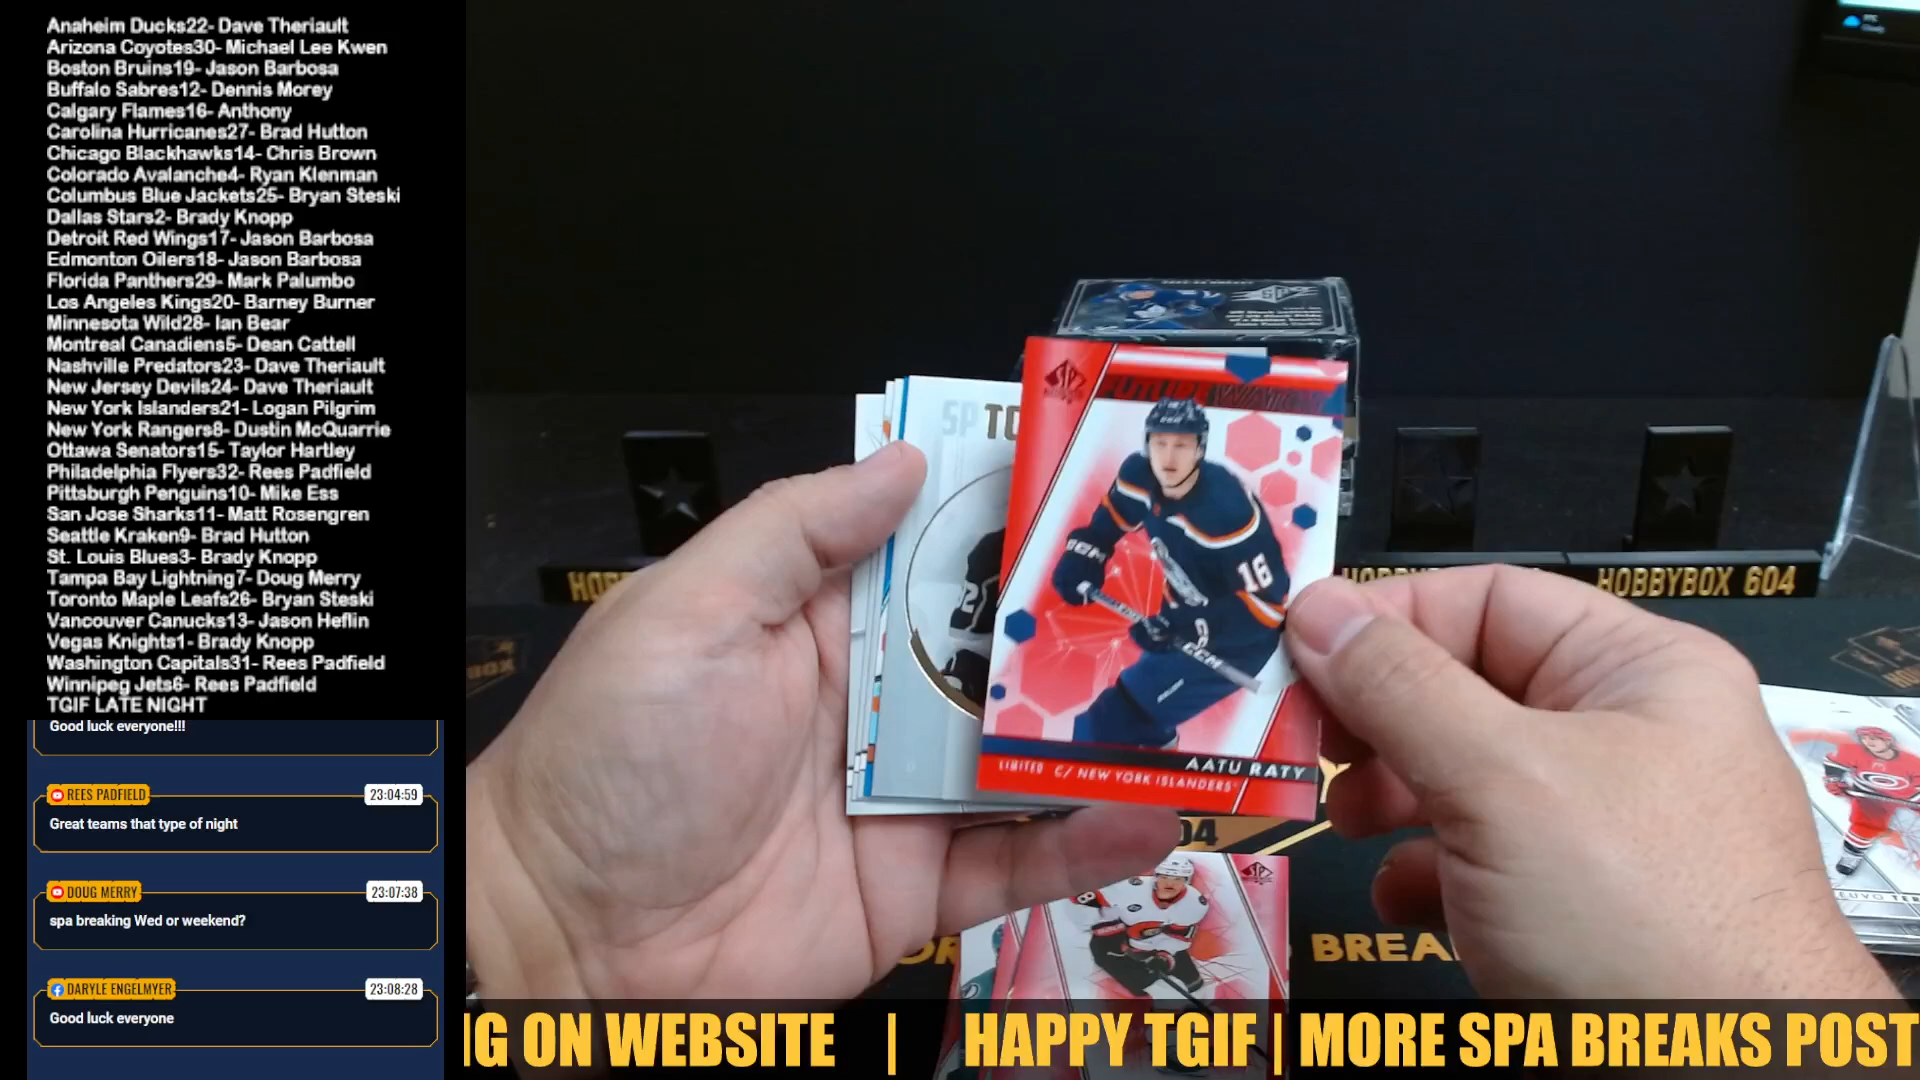 Anaheim Ducks22- Dave Theriault
Arizona Coyotes30- Michael Lee Kwen
Boston Bruins19- Jason Barbosa
Buffalo Sabres12- Dennis Morey
Calgary Flames16- Anthony
Carolina Hurricanes27- Brad Hutton
Chicago Blackhawks14- Chris Brown
Colorado Avalanche4- Ryan Klenman
Columbus Blue Jackets25- Bryan Steski
Dallas Stars2- Brady Knopp
Detroit Red Wings17- Jason Barbosa
Edmonton Oilers18- Jason Barbosa
Florida Panthers29- Mark Palumbo
Los Angeles Kings20- Barney Burner
Minnesota Wild28- Ian Bear
Montreal Canadiens5- Dean Cattell
Nashville Predators23- Dave Theriault
New Jersey Devils24- Dave Theriault
New York Islanders21- Logan Pilgrim
New York Rangers8- Dustin McQuarrie
Ottawa Senators15- Taylor Hartley
Philadelphia Flyers32- Rees Padfield
Pittsburgh Penguins10- Mike Ess
San Jose Sharks11- Matt Rosengren
Seattle Kraken9- Brad Hutton
St. Louis Blues3- Brady Knopp
Tampa Bay Lightning7- Doug Merry
Toronto Maple Leafs26- Bryan Steski
Vancouver Canucks13- Jason Heflin
Vegas Knights1- Brady Knopp
Washington Capitals31- Rees Padfield
Winnipeg Jets6- Rees Padfield
TGIF LATE NIGHT
Good luck everyone!!!
REES PADFIELD 23:04:59
Great teams that type of night
DOUG MERRY 23:07:38
spa breaking Wed or weekend?
DARYLE ENGELMYER 23:08:28
Good luck everyone
SPX
SP
FUTURE WATCH
SP TO
16
CCM
AATU RATY
LIMITED C/ NEW YORK ISLANDERS
HOBBYBOX 604
04
BREA
G ON WEBSITE | HAPPY TGIF | MORE SPA BREAKS POST